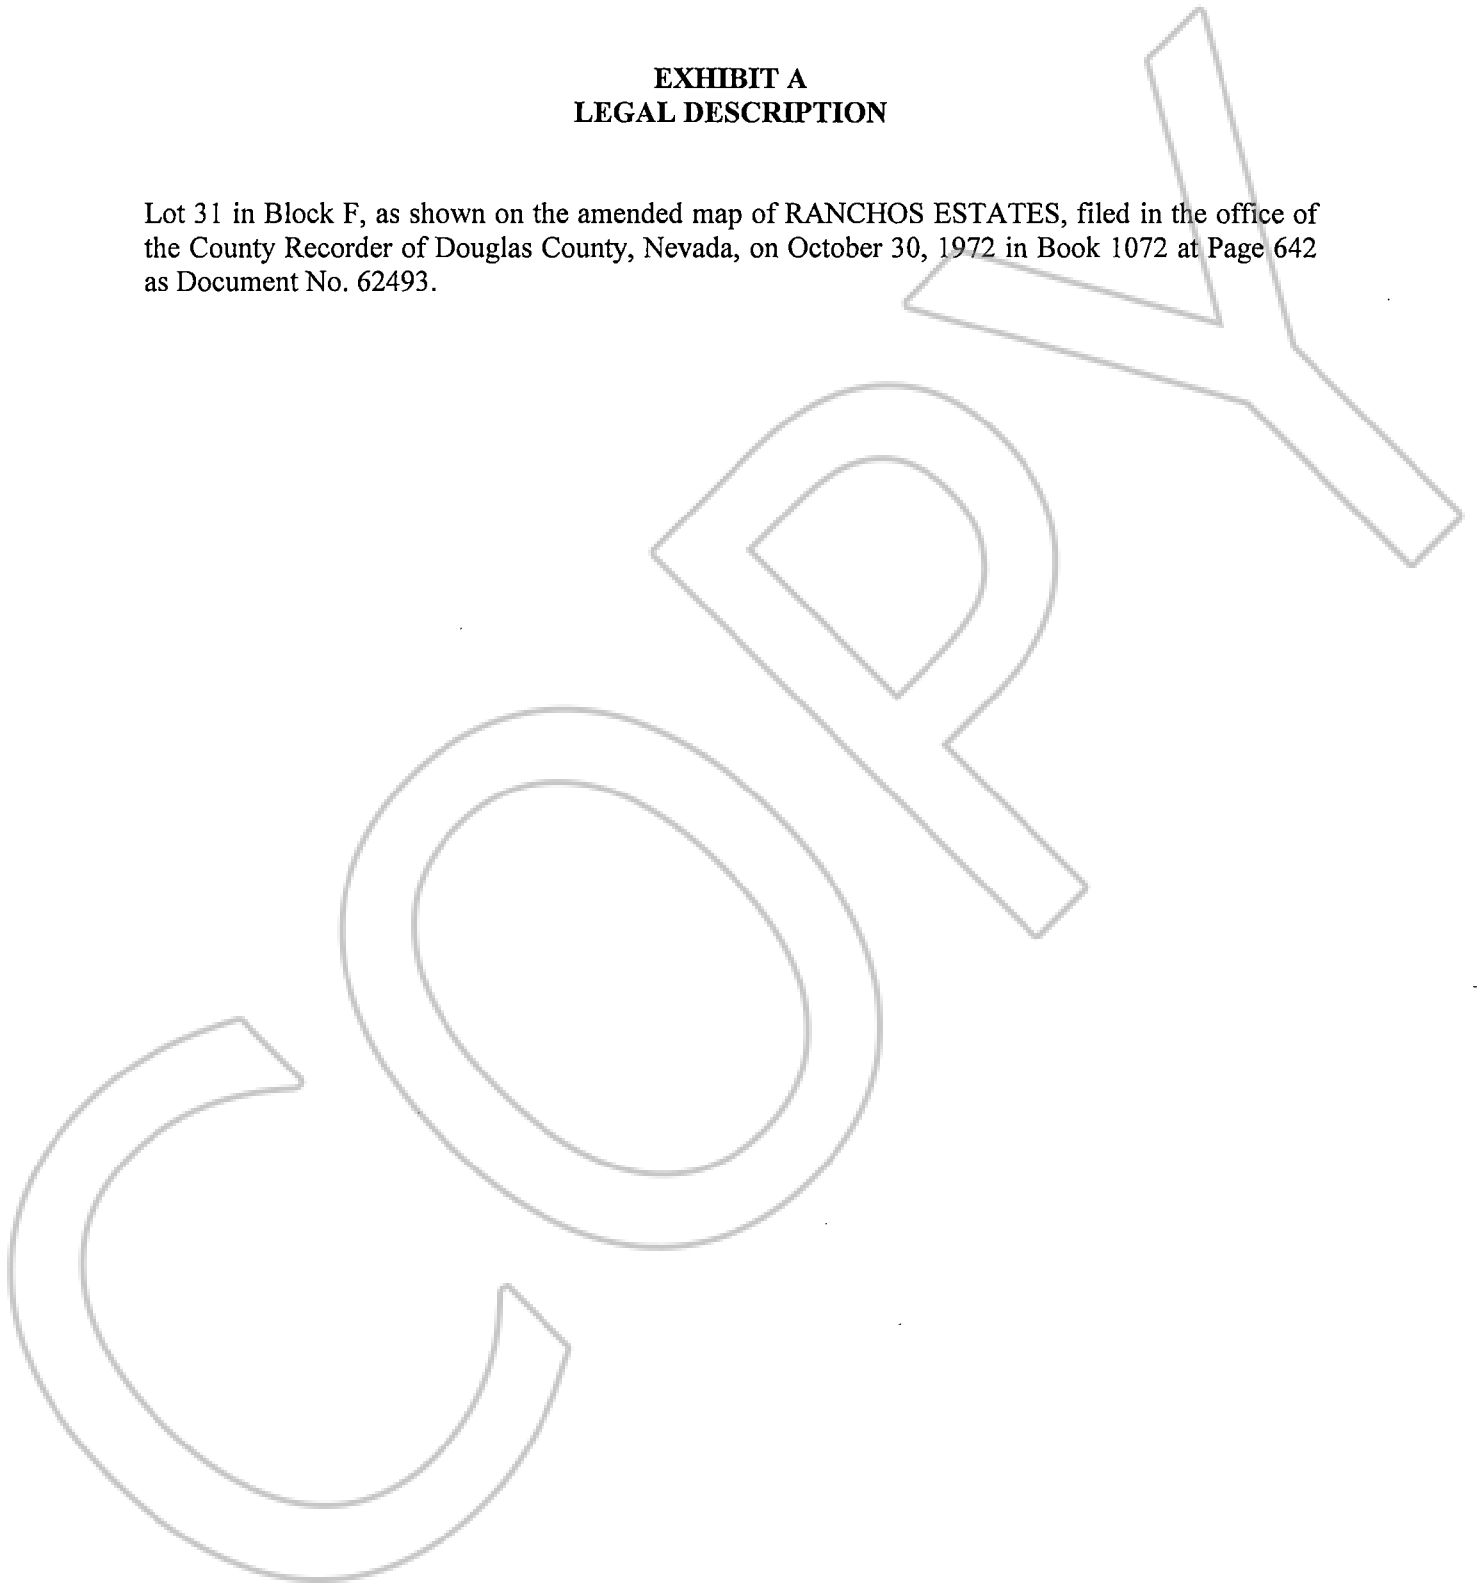 EXHIBIT A
LEGAL DESCRIPTION
Lot 31 in Block F, as shown on the amended map of RANCHOS ESTATES, filed in the office of
the County Recorder of Douglas County, Nevada, on October 30, 1972 in Book 1072 at Page 642
as Document No. 62493.
COPY